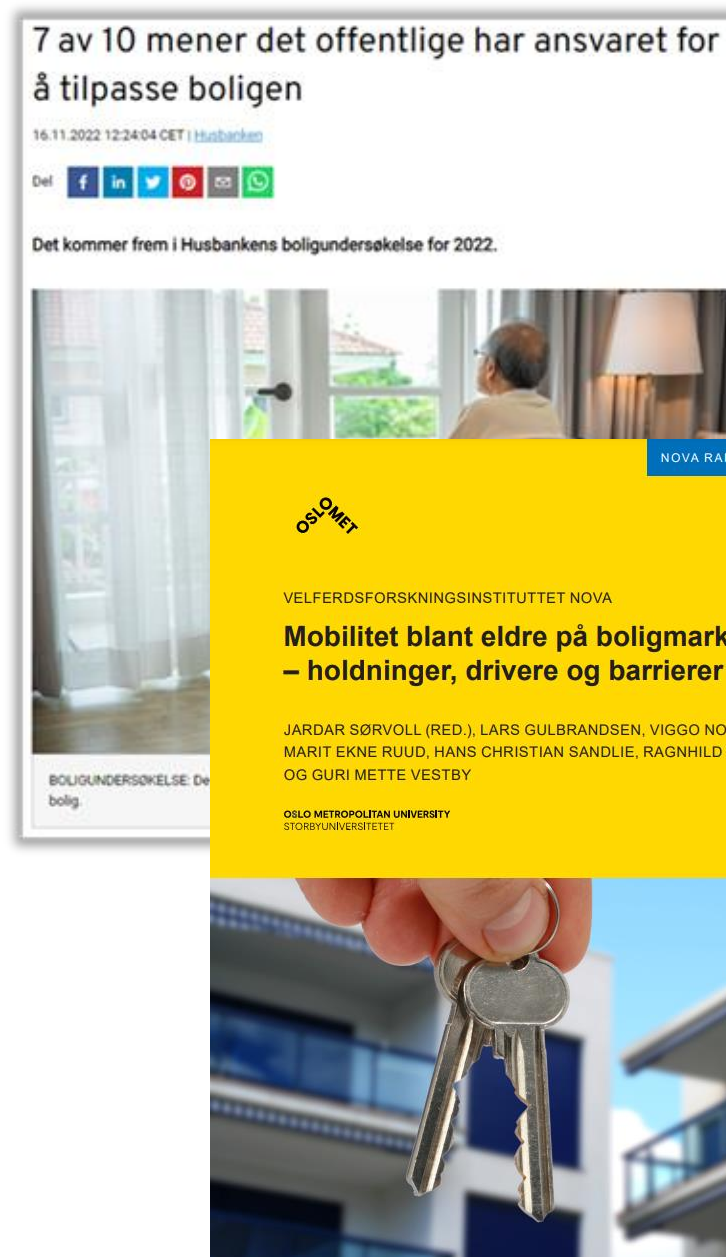 7 av 10 mener det offentlige har ansvaret for
å tilpasse boligen
16.11.2022 12:24:04 CET | Husbanken
Del
Det kommer frem i Husbankens boligundersøkelse for 2022.
BOLIGUNDERSØKELSE: De
bolig.
NOVA RA
OSLOMET
VELFERDSFORSKNINGSINSTITUTTET NOVA
Mobilitet blant eldre på boligmark
– holdninger, drivere og barrierer
JARDAR SØRVOLL (RED.), LARS GULBRANDSEN, VIGGO NO
MARIT EKNE RUUD, HANS CHRISTIAN SANDLIE, RAGNHILD
OG GURI METTE VESTBY
OSLO METROPOLITAN UNIVERSITY
STORBYUNIVERSITETET